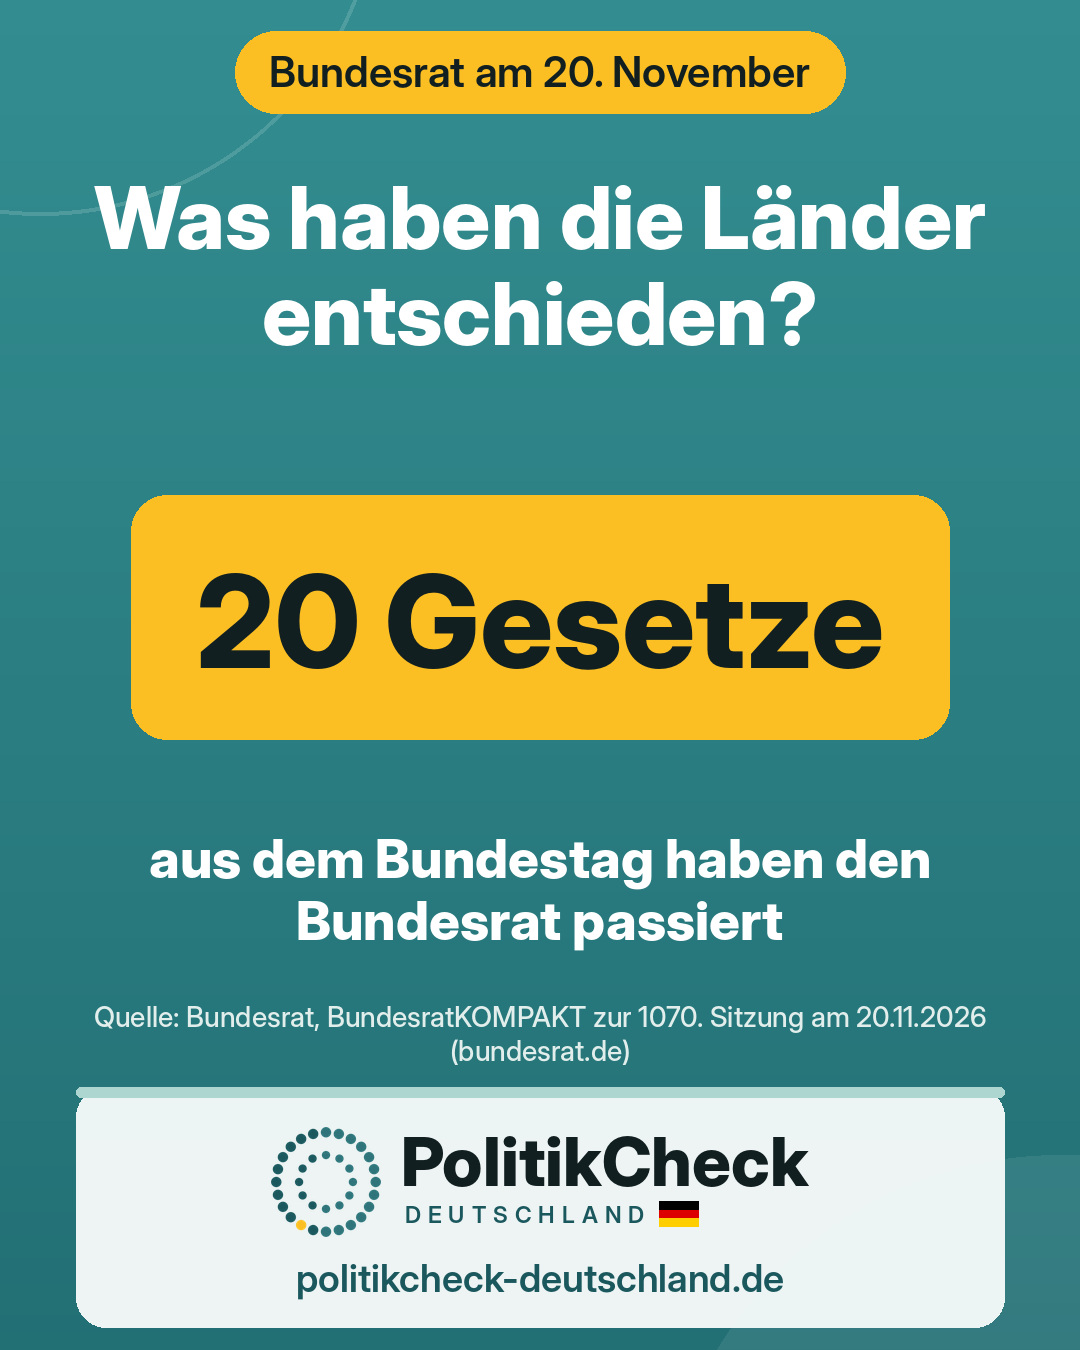 Bundesrat am 20. November
Was haben die Länder
entschieden?
20 Gesetze
aus dem Bundestag haben den
Bundesrat passiert
Quelle: Bundesrat, BundesratKOMPAKT zur 1070. Sitzung am 20.11.2026
(bundesrat.de)
PolitikCheck
DEUTSCHLAND
politikcheck-deutschland.de